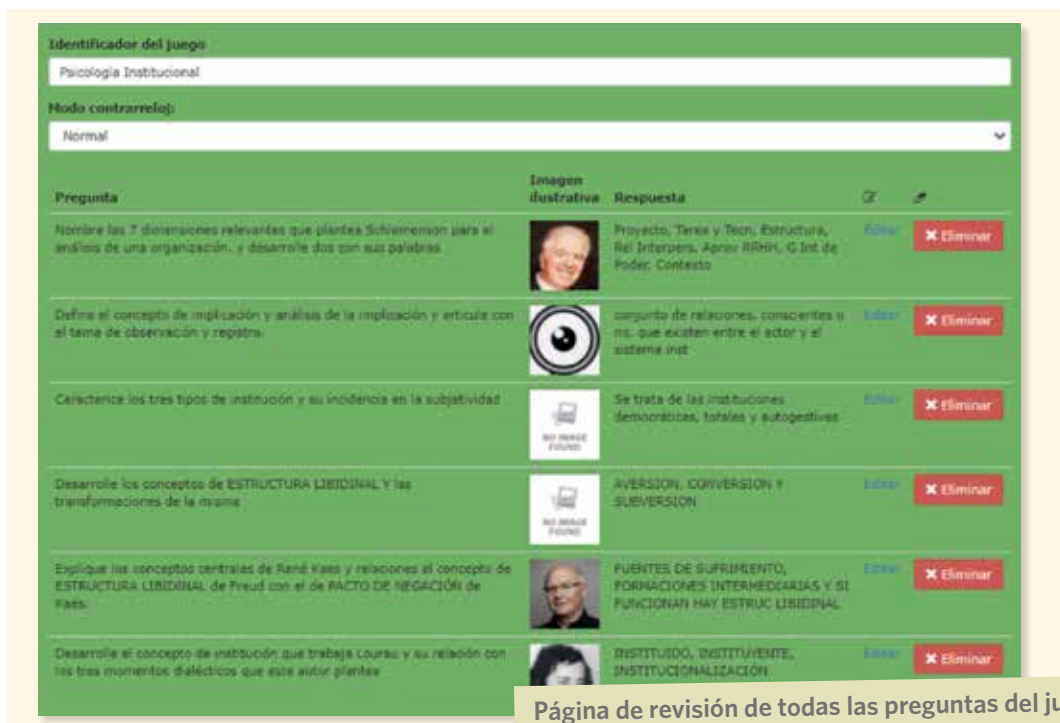 Identificador del juego
Psicología Institucional
Modo contrarreloj:
Normal
Pregunta
Imagen
ilustrativa
Respuesta
Nombre las 7 dimensiones relevantes que plantea Schlemenson para el
análisis de una organización. y desarrolle dos con sus palabras
Proyecto, Tarea y Tecn, Estructura,
Rel Interpers, Aprov RRHH, G Int de
Poder, Contexto
Editar
Eliminar
Defina el concepto de implicación y análisis de la implicación y articule con
el tema de observación y registro.
conjunto de relaciones, conscientes o
no, que existen entre el actor y el
sistema inst
Editar
Eliminar
Caracterice los tres tipos de institución y su incidencia en la subjetividad
NO IMAGE
FOUND
Se trata de las instituciones
democráticas, totales y autogestivas
Editar
Eliminar
Desarrolle los conceptos de ESTRUCTURA LIBIDINAL Y las
transformaciones de la misma
NO IMAGE
FOUND
AVERSION, CONVERSION Y
SUBVERSION
Editar
Eliminar
Explique los conceptos centrales de René Kaes y relaciones el concepto de
ESTRUCTURA LIBIDINAL de Freud con el de PACTO DE NEGACIÓN de
Kaes.
FUENTES DE SUFRIMIENTO,
FORMACIONES INTERMEDIARIAS Y SI
FUNCIONAN HAY ESTRUC LIBIDINAL
Editar
Eliminar
Desarrolle el concepto de institución que trabaja Lourau y su relación con
los tres momentos dialécticos que este autor plantea
INSTITUIDO, INSTITUYENTE,
INSTITUCIONALIZACIÓN
Editar
Eliminar
Página de revisión de todas las preguntas del ju